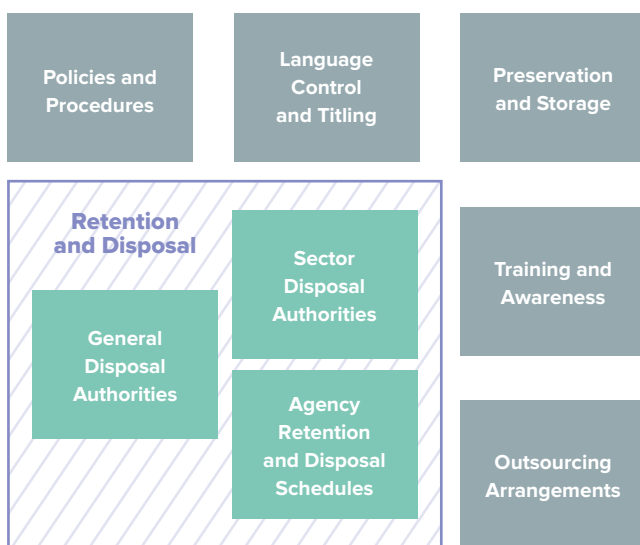 Policies and
Procedures
Language
Control
and Titling
Preservation
and Storage
Retention
and Disposal
General
Disposal
Authorities
Sector
Disposal
Authorities
Agency
Retention
and Disposal
Schedules
Training and
Awareness
Outsourcing
Arrangements